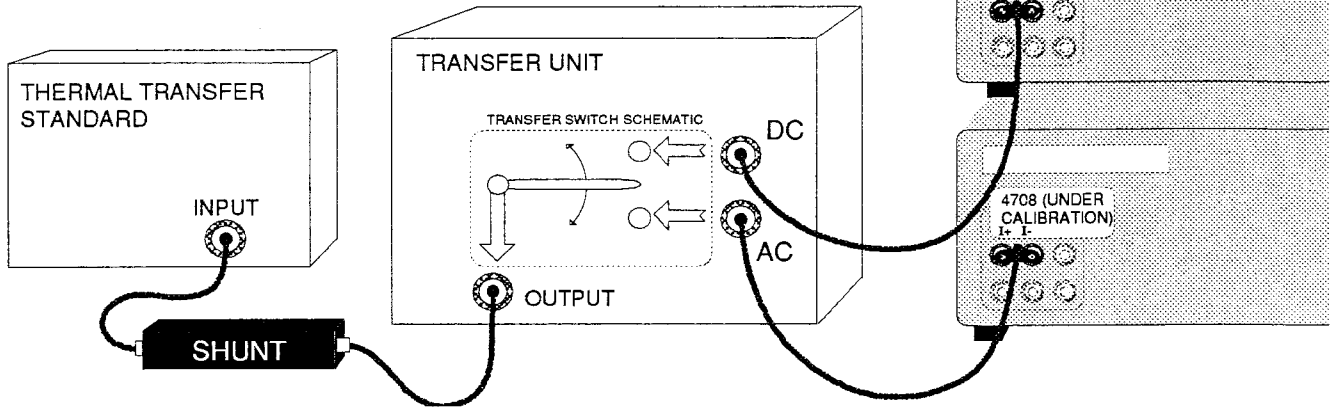 THERMAL TRANSFER
STANDARD
INPUT
SHUNT
TRANSFER UNIT
TRANSFER SWITCH SCHEMATIC
DC
AC
OUTPUT
4708 (UNDER
CALIBRATION)
I+ I-